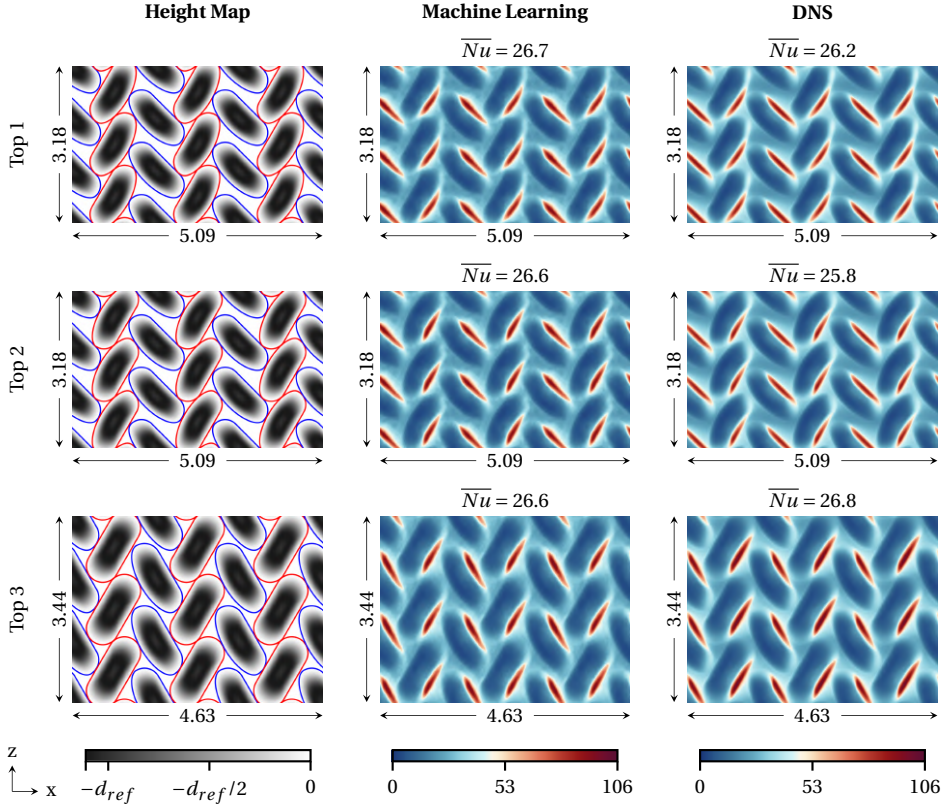 Height Map Machine Learning DNS
$\overline{Nu}$ = 26.7 $\overline{Nu}$ = 26.2
Top 1 3.18 3.18 3.18
5.09 5.09 5.09
$\overline{Nu}$ = 26.6 $\overline{Nu}$ = 25.8
Top 2 3.18 3.18 3.18
5.09 5.09 5.09
$\overline{Nu}$ = 26.6 $\overline{Nu}$ = 26.8
Top 3 3.44 3.44 3.44
4.63 4.63 4.63
z
x
$-d_{ref}$ $-d_{ref}/2$ 0 0 53 106 0 53 106